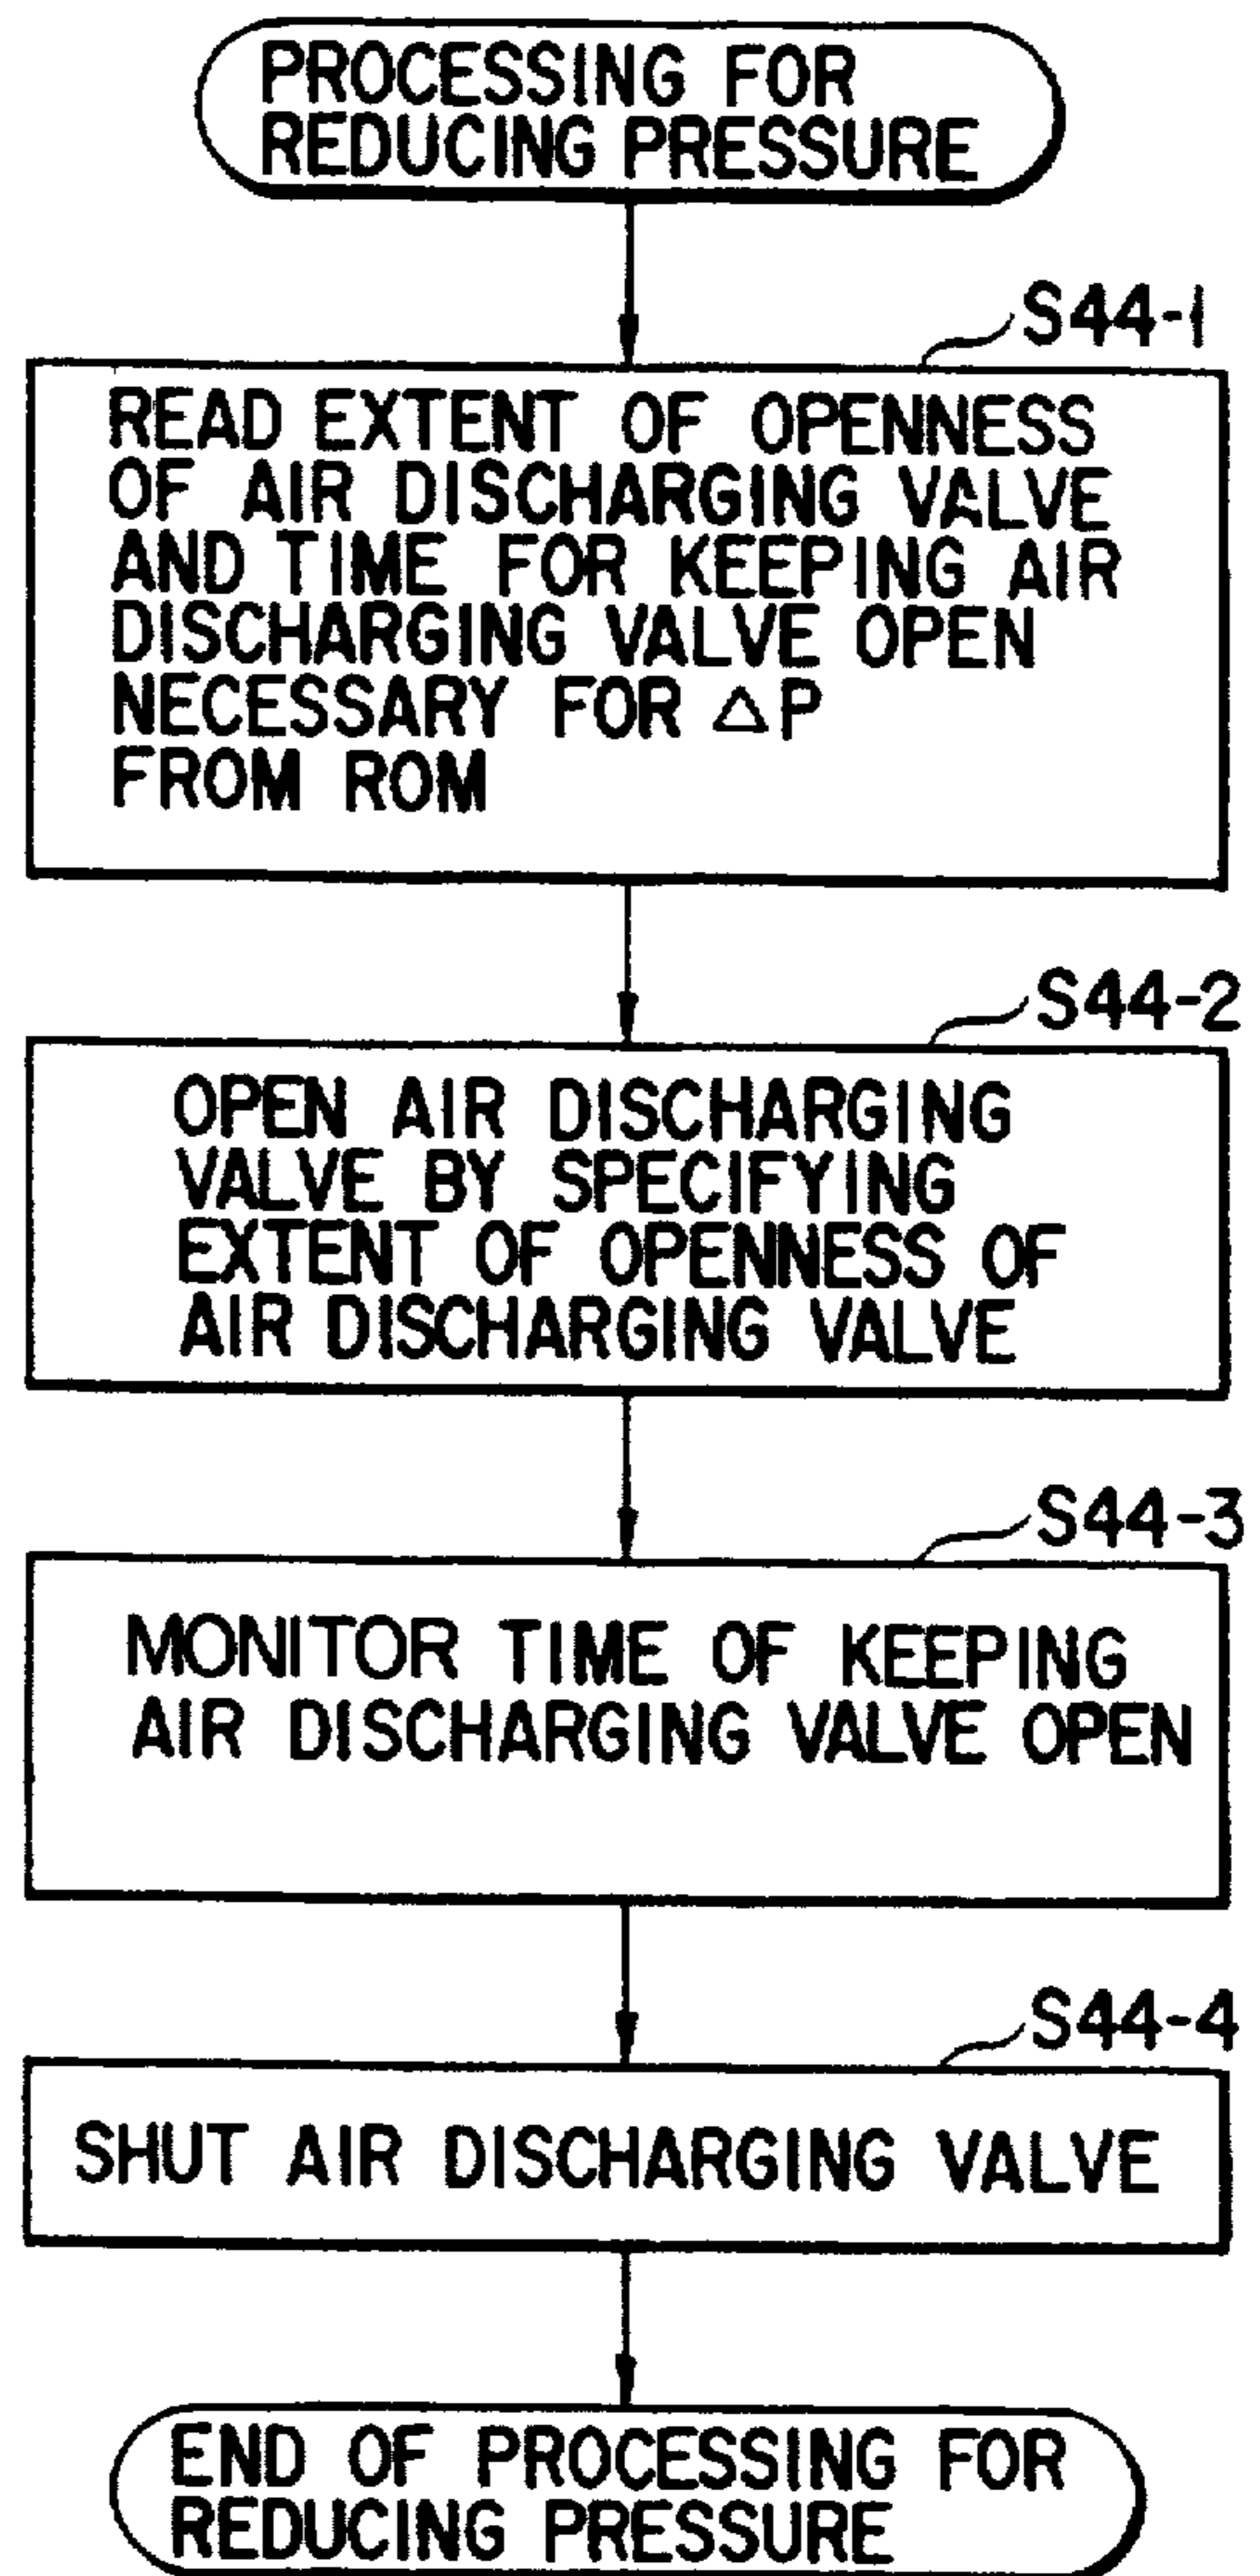 PROCESSING FOR
REDUCING PRESSURE
S44-1
READ EXTENT OF OPENNESS
OF AIR DISCHARGING VALVE
AND TIME FOR KEEPING AIR
DISCHARGING VALVE OPEN
NECESSARY FOR △P
FROM ROM
S44-2
OPEN AIR DISCHARGING
VALVE BY SPECIFYING
EXTENT OF OPENNESS OF
AIR DISCHARGING VALVE
S44-3
MONITOR TIME OF KEEPING
AIR DISCHARGING VALVE OPEN
S44-4
SHUT AIR DISCHARGING VALVE
END OF PROCESSING FOR
REDUCING PRESSURE